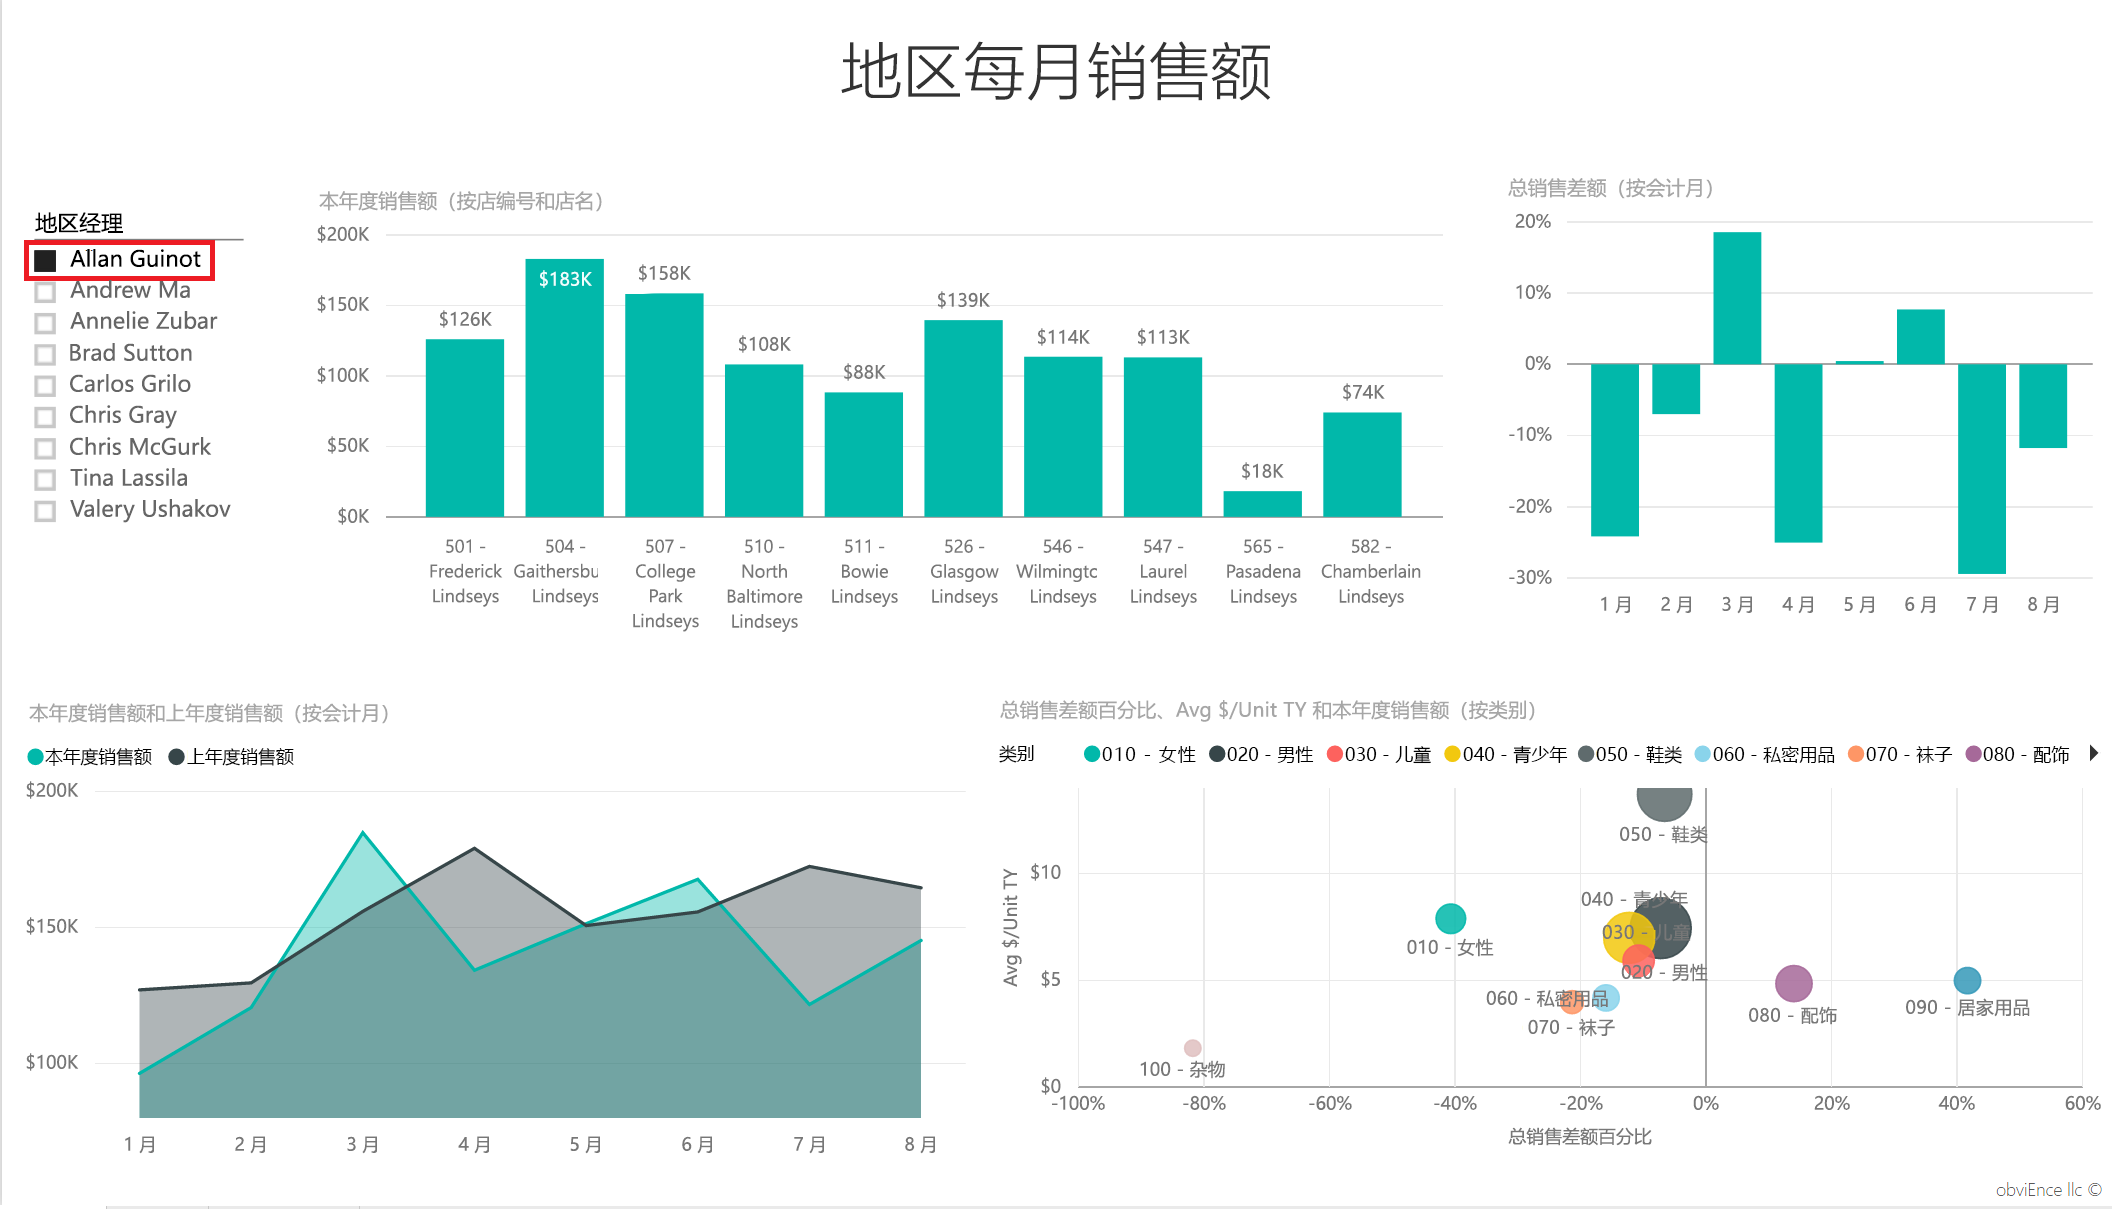 地区每月销售额
地区经理
Allan Guinot
Andrew Ma
Annelie Zubar
Brad Sutton
Carlos Grilo
Chris Gray
Chris McGurk
Tina Lassila
Valery Ushakov
本年度销售额（按店编号和店名）
$200K
$150K
$100K
$50K
$0K
$126K
$183K
$158K
$108K
$88K
$139K
$114K
$113K
$18K
$74K
501 -
Frederick
Lindseys
504 -
Gaithersbu
Lindseys
507 -
College
Park
Lindseys
510 -
North
Baltimore
Lindseys
511 -
Bowie
Lindseys
526 -
Glasgow
Lindseys
546 -
Wilmingtc
Lindseys
547 -
Laurel
Lindseys
565 -
Pasadena
Lindseys
582 -
Chamberlain
Lindseys
总销售差额（按会计月）
20%
10%
0%
-10%
-20%
-30%
1 月 2 月 3 月 4 月 5 月 6 月 7 月 8 月
本年度销售额和上年度销售额（按会计月）
本年度销售额 上年度销售额
$200K
$150K
$100K
1 月 2 月 3 月 4 月 5 月 6 月 7 月 8 月
总销售差额百分比、Avg $/Unit TY 和本年度销售额（按类别）
类别 010 - 女性 020 - 男性 030 - 儿童 040 - 青少年 050 - 鞋类 060 - 私密用品 070 - 袜子 080 - 配饰
Avg $/Unit TY
$10
$5
$0
050 - 鞋类
040 - 青少年
030 - 儿童
010 - 女性
020 - 男性
060 - 私密用品
070 - 袜子
080 - 配饰
090 - 居家用品
100 - 杂物
-100% -80% -60% -40% -20% 0% 20% 40% 60%
总销售差额百分比
obviEnce llc ©